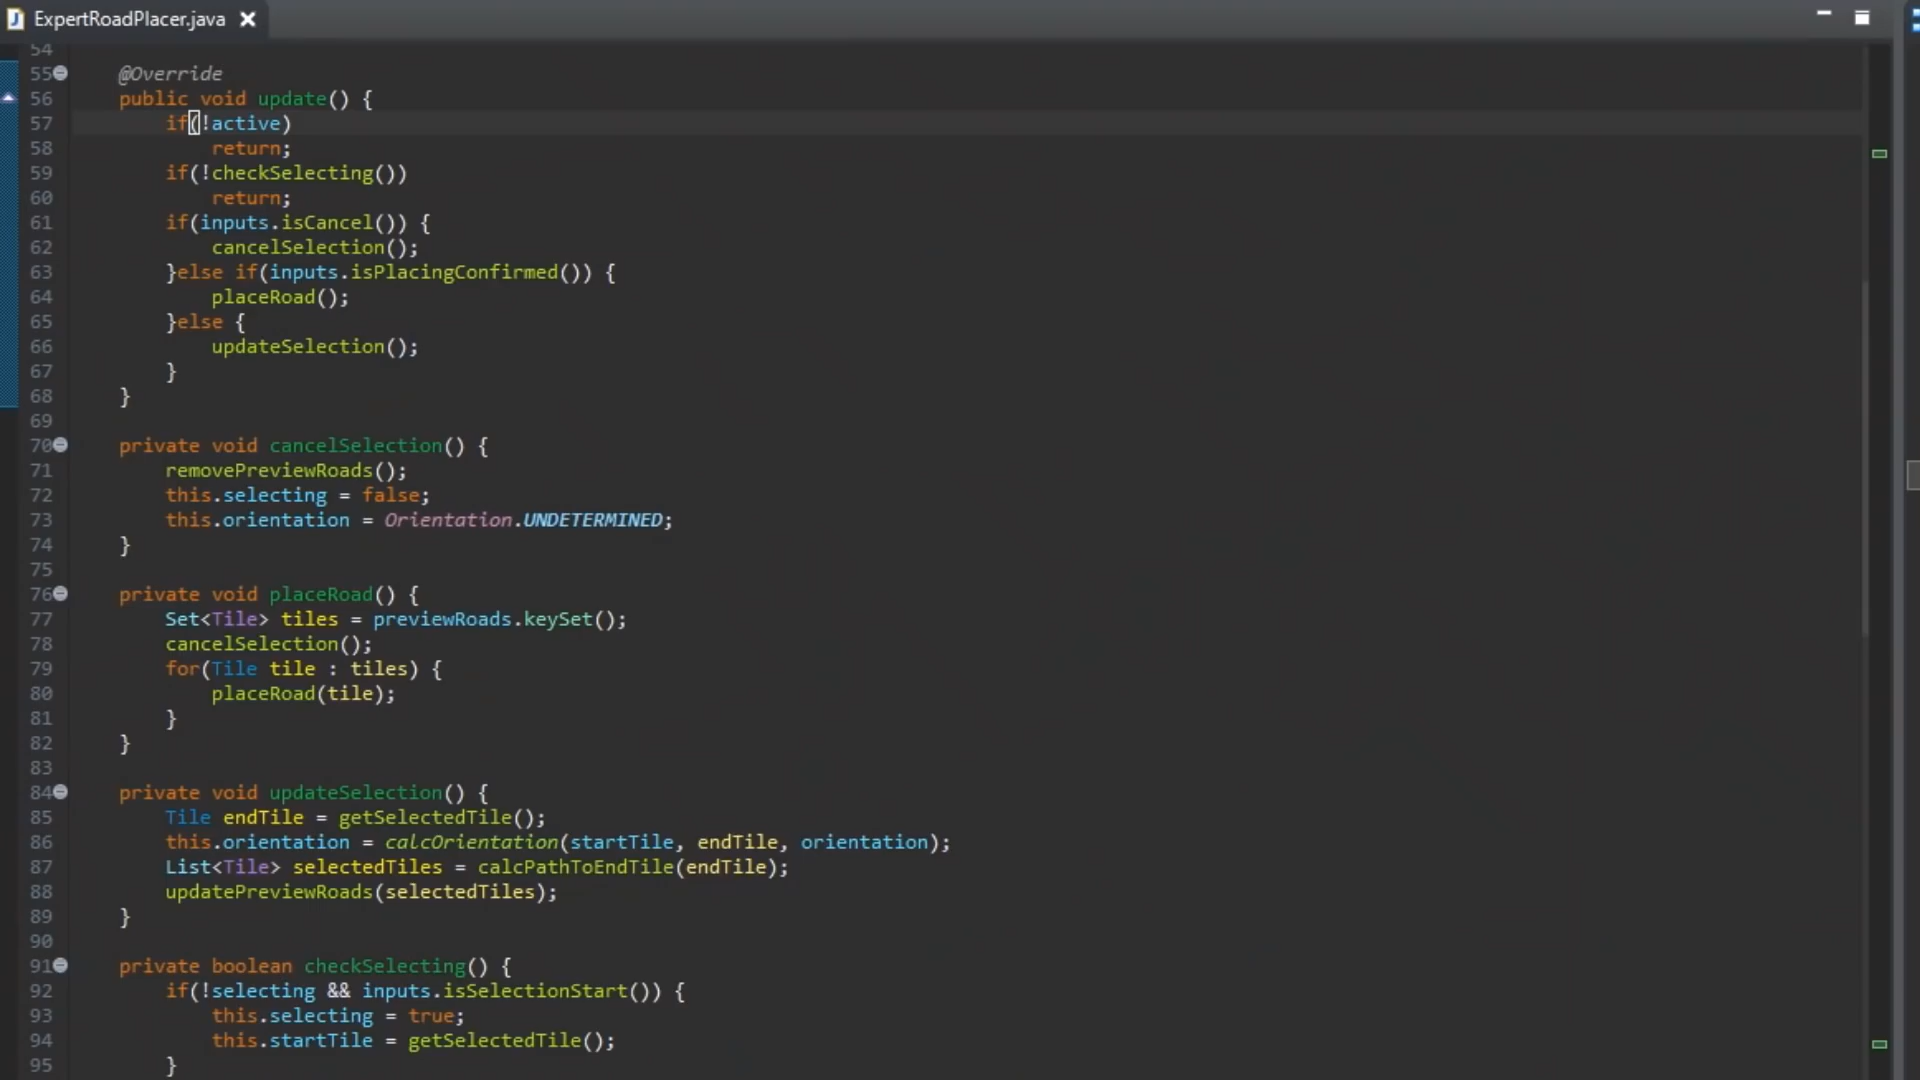 ExpertRoadPlacer.java
54
55 @Override
56 public void update() {
57 if(!active)
58 return;
59 if(!checkSelecting())
60 return;
61 if(inputs.isCancel()) {
62 cancelSelection();
63 }else if(inputs.isPlacingConfirmed()) {
64 placeRoad();
65 }else {
66 updateSelection();
67 }
68 }
69
70 private void cancelSelection() {
71 removePreviewRoads();
72 this.selecting = false;
73 this.orientation = Orientation.UNDETERMINED;
74 }
75
76 private void placeRoad() {
77 Set<Tile> tiles = previewRoads.keySet();
78 cancelSelection();
79 for(Tile tile : tiles) {
80 placeRoad(tile);
81 }
82 }
83
84 private void updateSelection() {
85 Tile endTile = getSelectedTile();
86 this.orientation = calcOrientation(startTile, endTile, orientation);
87 List<Tile> selectedTiles = calcPathToEndTile(endTile);
88 updatePreviewRoads(selectedTiles);
89 }
90
91 private boolean checkSelecting() {
92 if(!selecting && inputs.isSelectionStart()) {
93 this.selecting = true;
94 this.startTile = getSelectedTile();
95 }